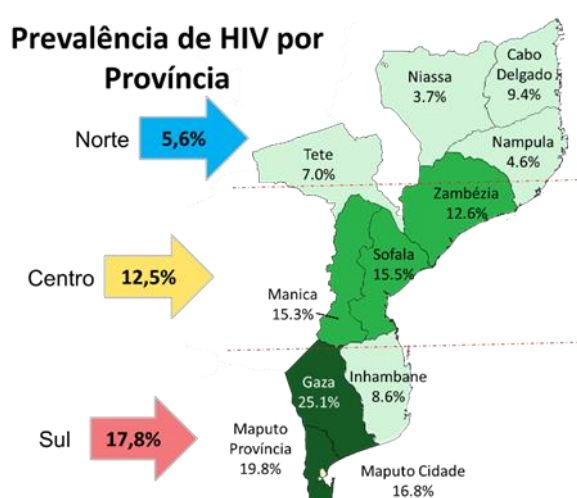 Prevalência de HIV por
Província
Norte
5,6%
Centro
12,5%
Sul
17,8%
Niassa
3.7%
Cabo
Delgado
9.4%
Nampula
4.6%
Tete
7.0%
Zambézia
12.6%
Sofala
15.5%
Manica
15.3%
Gaza
25.1%
Inhambane
8.6%
Maputo
Província
19.8%
Maputo Cidade
16.8%